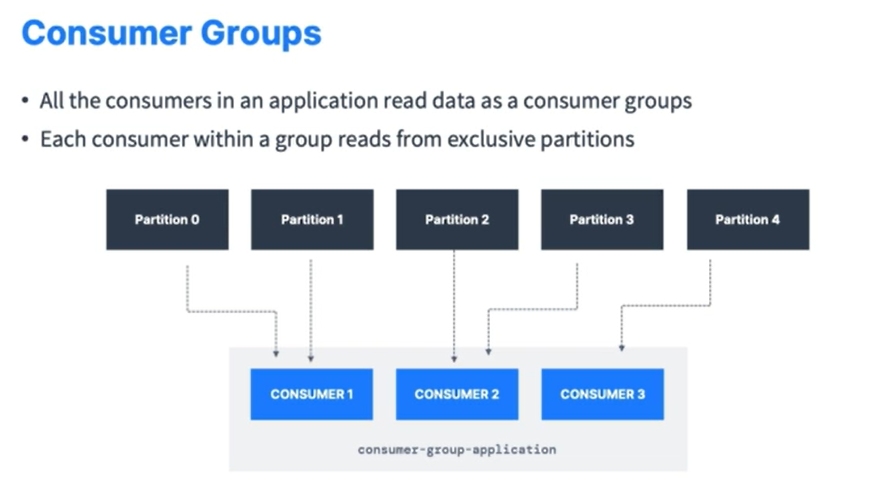 Consumer Groups
• All the consumers in an application read data as a consumer groups
• Each consumer within a group reads from exclusive partitions
Partition 0
Partition 1
Partition 2
Partition 3
Partition 4
CONSUMER 1
CONSUMER 2
CONSUMER 3
consumer-group-application